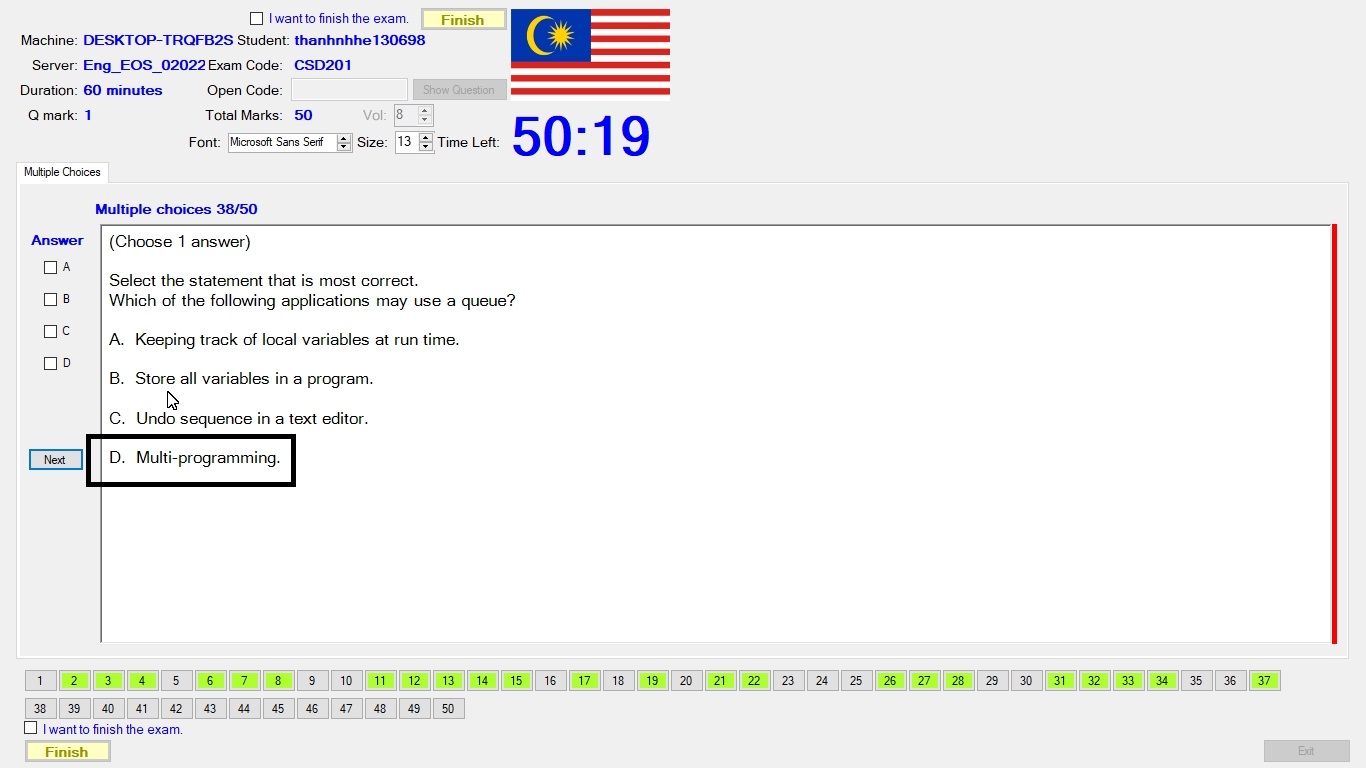 I want to finish the exam. Finish
Machine: DESKTOP-TRQFB2S Student: thanhnhhe130698
Server: Eng_EOS_02022 Exam Code: CSD201
Duration: 60 minutes Open Code: Show Question
Q mark: 1 Total Marks: 50 Vol: 8
Font: Microsoft Sans Serif Size: 13 Time Left: 50:19
Multiple Choices
Multiple choices 38/50
Answer
A
B
C
D
Next
(Choose 1 answer)
Select the statement that is most correct.
Which of the following applications may use a queue?
A. Keeping track of local variables at run time.
B. Store all variables in a program.
C. Undo sequence in a text editor.
D. Multi-programming.
1 2 3 4 5 6 7 8 9 10 11 12 13 14 15 16 17 18 19 20 21 22 23 24 25 26 27 28 29 30 31 32 33 34 35 36 37
38 39 40 41 42 43 44 45 46 47 48 49 50
I want to finish the exam.
Finish
Exit